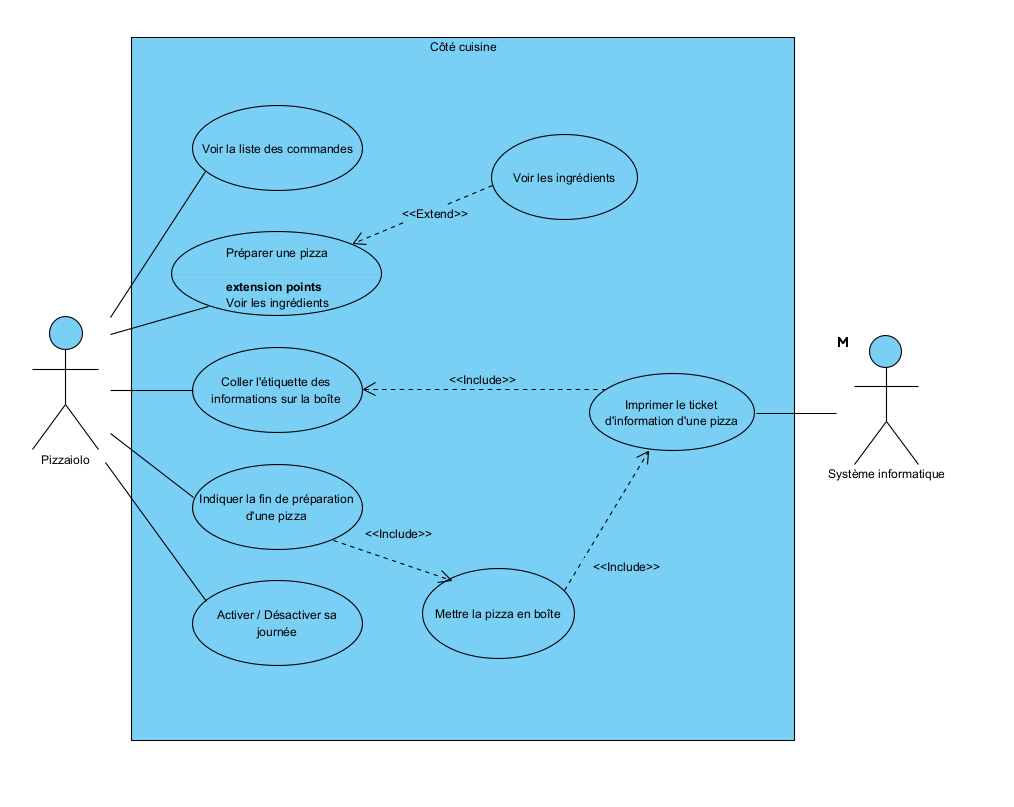 Côté cuisine
Voir la liste des commandes
Voir les ingrédients
<<Extend>>
Préparer une pizza
extension points
Voir les ingrédients
M
Coller l'étiquette des
informations sur la boîte
<<Include>>
Imprimer le ticket
d'information d'une pizza
Pizzaiolo
Système informatique
Indiquer la fin de préparation
d'une pizza
<<Include>>
<<Include>>
Mettre la pizza en boîte
Activer / Désactiver sa
journée